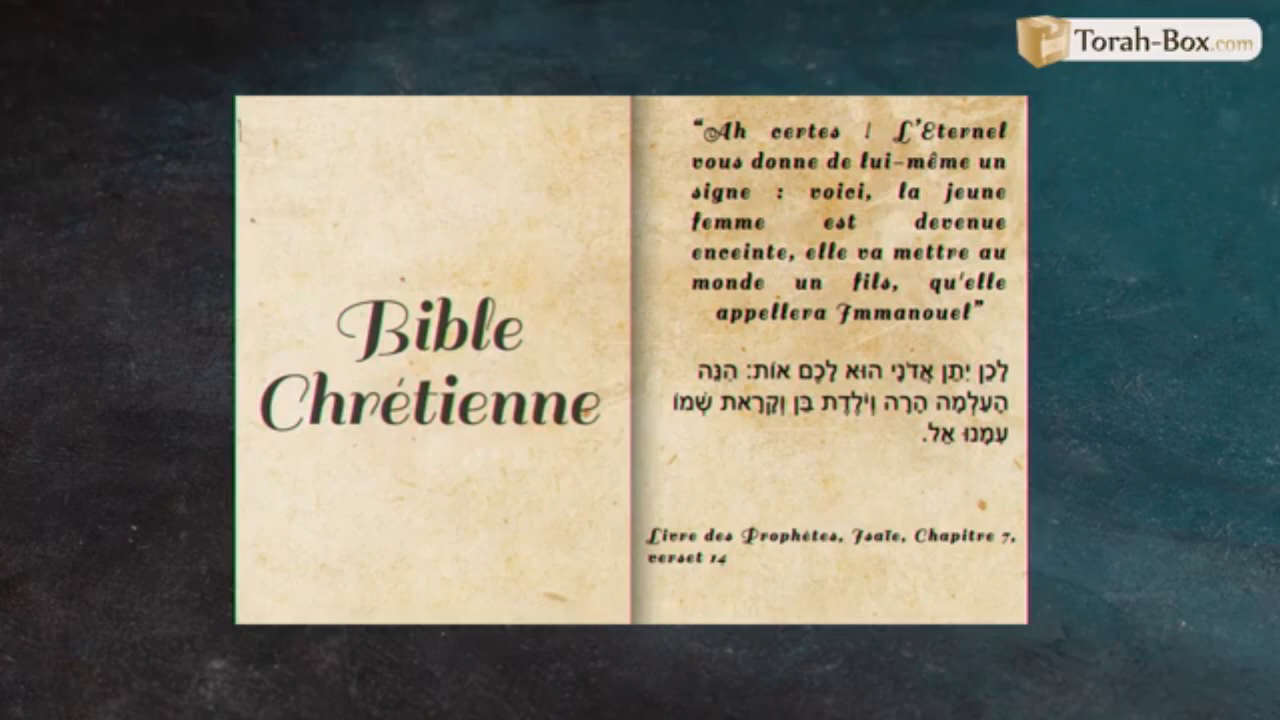 Torah-Box.com
Bible
Chrétienne
“Ah certes ! L'Eternel
vous donne de lui-même un
signe : voici, la jeune
femme est devenue
enceinte, elle va mettre au
monde un fils, qu'elle
appellera Immanouel”
לָכֵן יִתֵּן אֲדֹנָי הוּא לָכֶם אוֹת: הִנֵּה
הָעַלְמָה הָרָה וְיֹלֶדֶת בֵּן וְקָרָאת שְׁמוֹ
עִמָּנוּ אֵל.
Livre des Prophètes, Isaïe, Chapitre 7,
verset 14